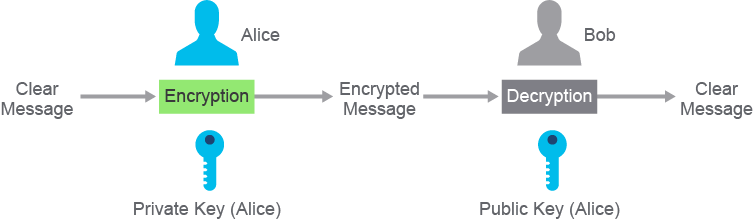 Alice
Bob
Clear
Message
Encryption
Encrypted
Message
Decryption
Clear
Message
Private Key (Alice)
Public Key (Alice)